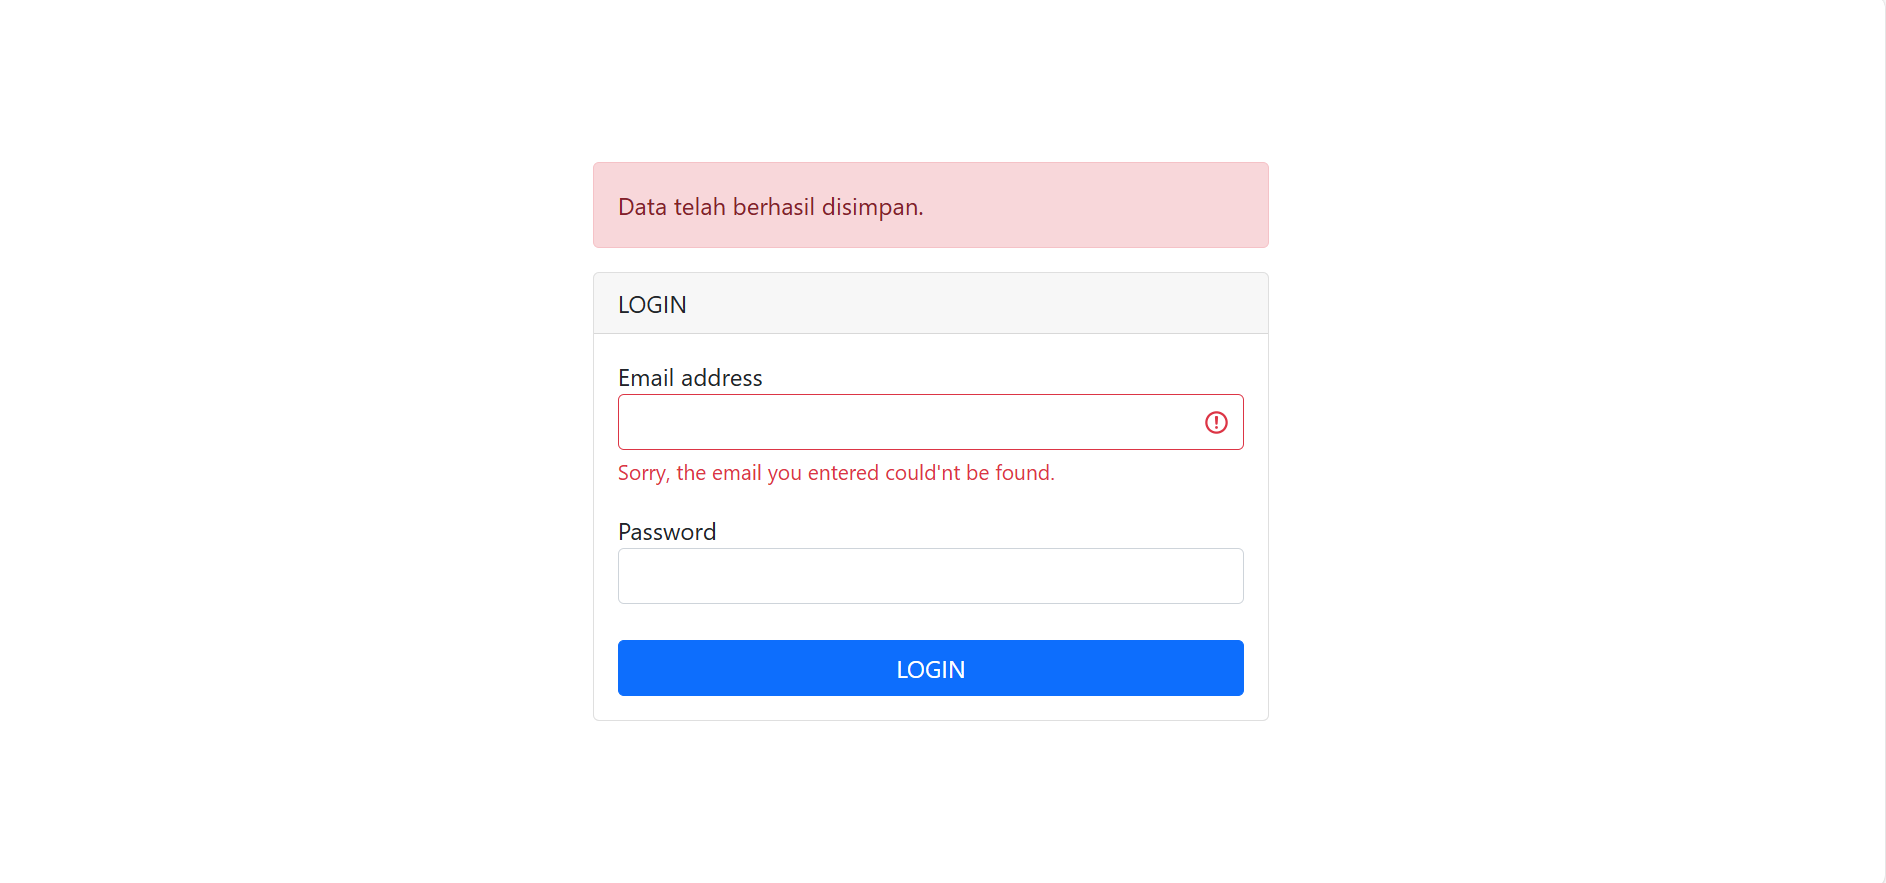 Data telah berhasil disimpan.
LOGIN
Email address
Sorry, the email you entered could'nt be found.
Password
LOGIN